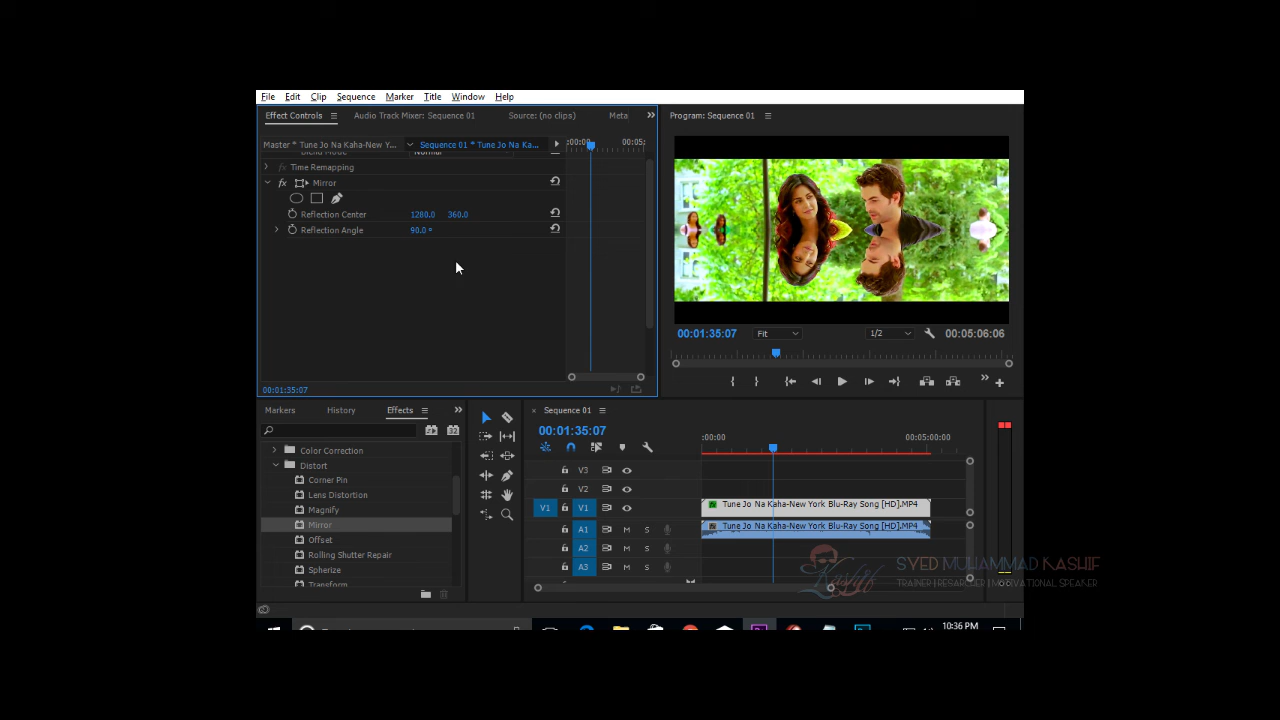 File Edit Clip Sequence Marker Title Window Help
Effect Controls Audio Track Mixer: Sequence 01 Source: (no clips) Meta
Program: Sequence 01
Master * Tune Jo Na Kaha-New Y... Sequence 01 * Tune Jo Na Ka...
:00:00 00:05:
Blend Mode Normal
Time Remapping
fx Mirror
Reflection Center 1280.0 360.0
Reflection Angle 90.0 °
00:01:35:07
00:01:35:07 Fit 1/2 00:05:06:06
Markers History Effects
Color Correction
Distort
Corner Pin
Lens Distortion
Magnify
Mirror
Offset
Rolling Shutter Repair
Spherize
Transform
Sequence 01
00:01:35:07
:00:00 00:05:00:00
V3
V2
V1 V1 Tune Jo Na Kaha-New York Blu-Ray Song [HD].MP4
A1 M S Tune Jo Na Kaha-New York Blu-Ray Song [HD].MP4
A2 M S
A3 M S
Kashif
SYED MUHAMMAD KASHIF
TRAINER | RESARCHER | MOTIVATIONAL SPEAKER
10:36 PM